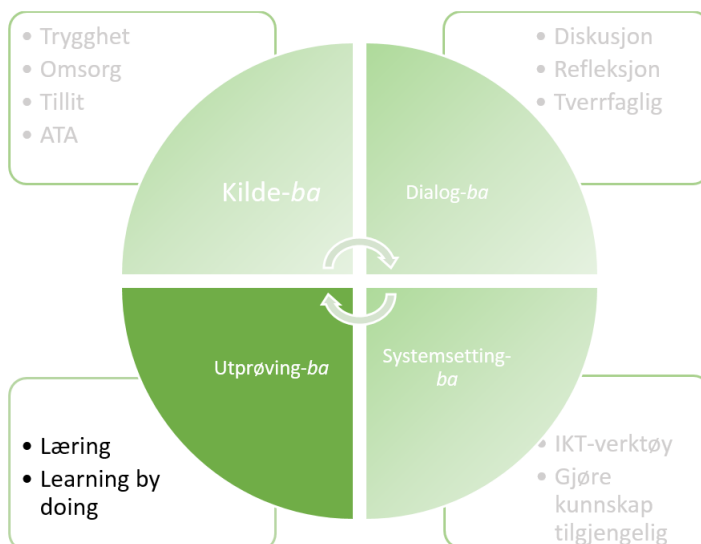 • Trygghet
• Omsorg
• Tillit
• ATA
• Diskusjon
• Refleksjon
• Tverrfaglig
Kilde-ba
Dialog-ba
Utprøving-ba
Systemsetting-
ba
• Læring
• Learning by
doing
• IKT-verktøy
• Gjøre
kunnskap
tilgjengelig